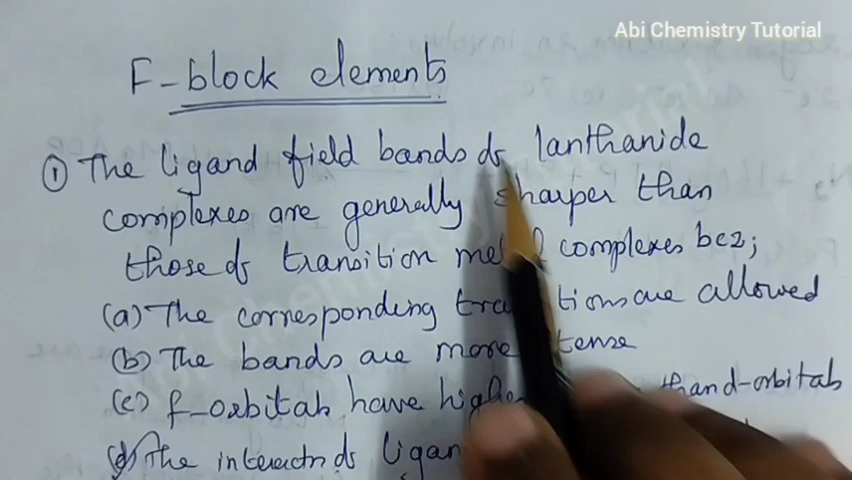 Abi Chemistry Tutorial
F-block elements
① The ligand field bands of lanthanide
complexes are generally sharper than
those of transition me complexes bcz;
(a) The corresponding tra tions are allowed
(b) The bands are more tense
(c) f-orbitals have higher than d-orbitals
(d) The interactn of ligan